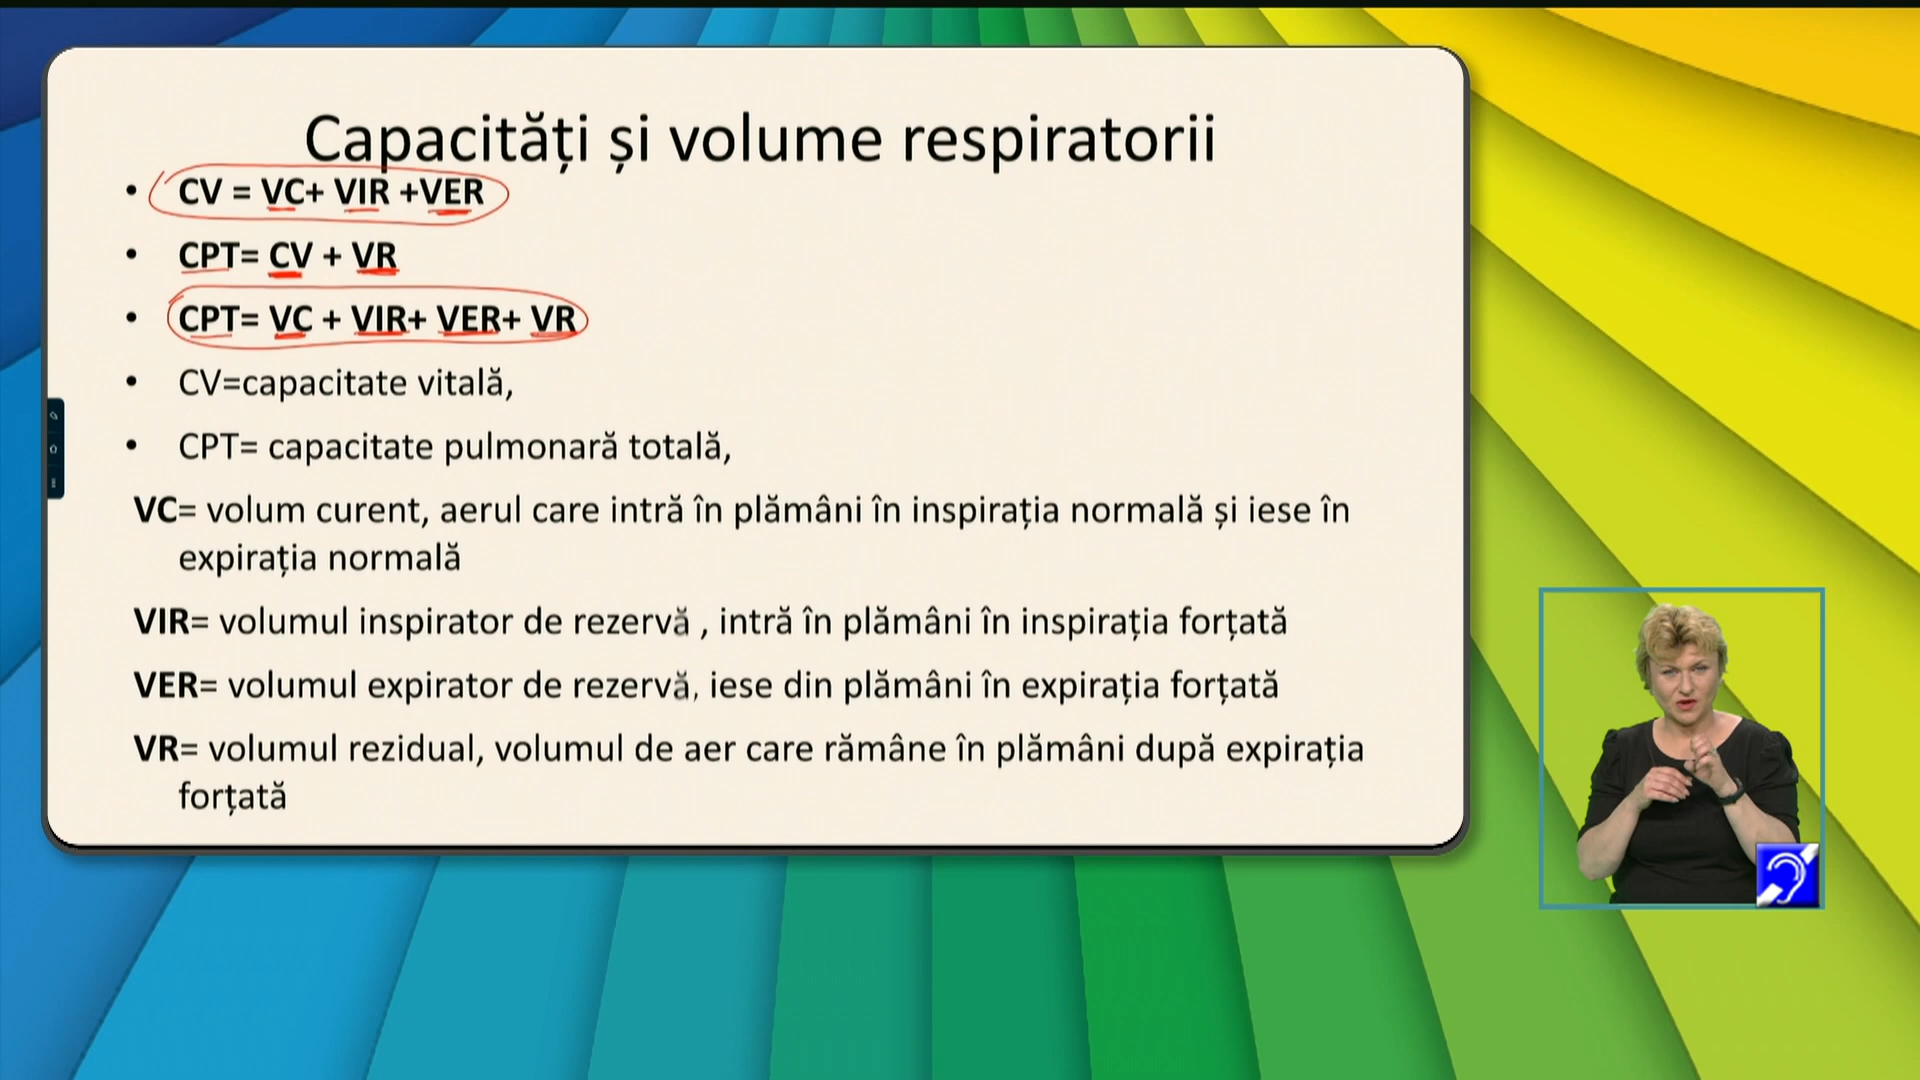 Capacități și volume respiratorii
• CV = VC+ VIR +VER
• CPT= CV + VR
• CPT= VC + VIR+ VER+ VR
• CV=capacitate vitală,
• CPT= capacitate pulmonară totală,
VC= volum curent, aerul care intră în plămâni în inspirația normală și iese în
expirația normală
VIR= volumul inspirator de rezervă , intră în plămâni în inspirația forțată
VER= volumul expirator de rezervă, iese din plămâni în expirația forțată
VR= volumul rezidual, volumul de aer care rămâne în plămâni după expirația
forțată